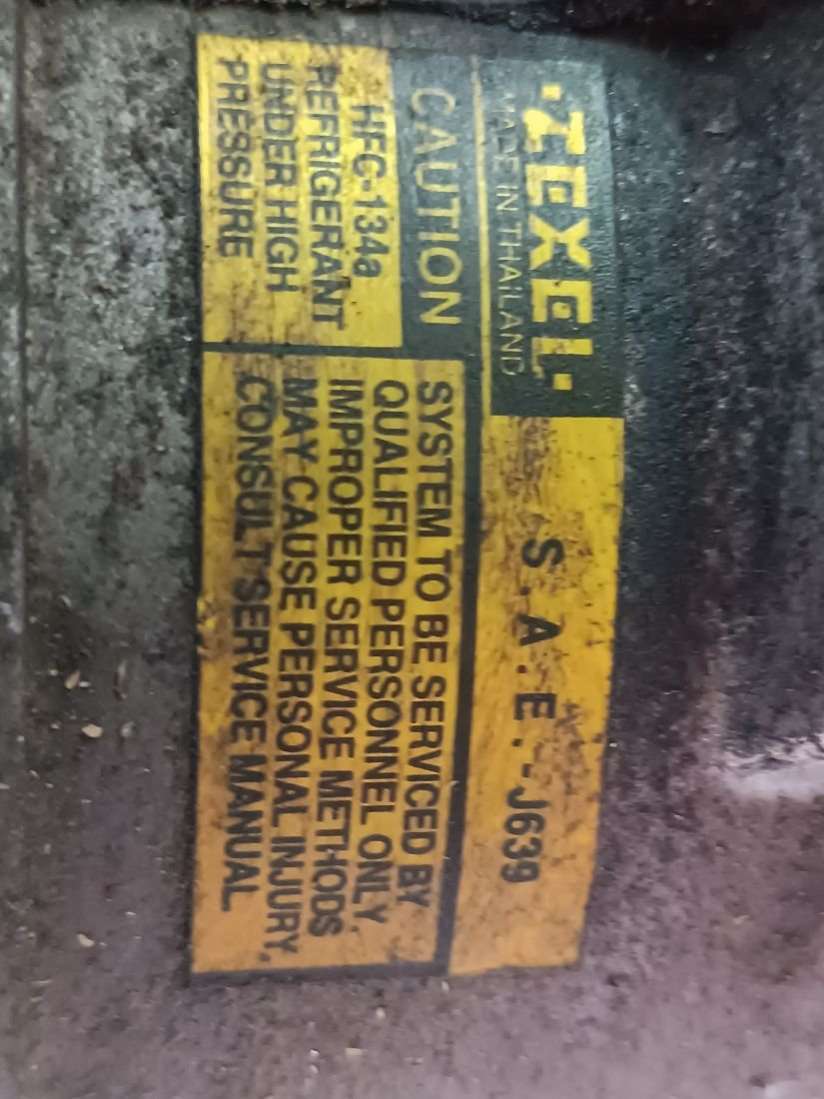 ·ZEXEL·
MADE IN THAILAND
S.A.E.-J639
CAUTION
HFC-134a
REFRIGERANT
UNDER HIGH
PRESSURE
SYSTEM TO BE SERVICED BY
QUALIFIED PERSONNEL ONLY.
IMPROPER SERVICE METHODS
MAY CAUSE PERSONAL INJURY,
CONSULT SERVICE MANUAL